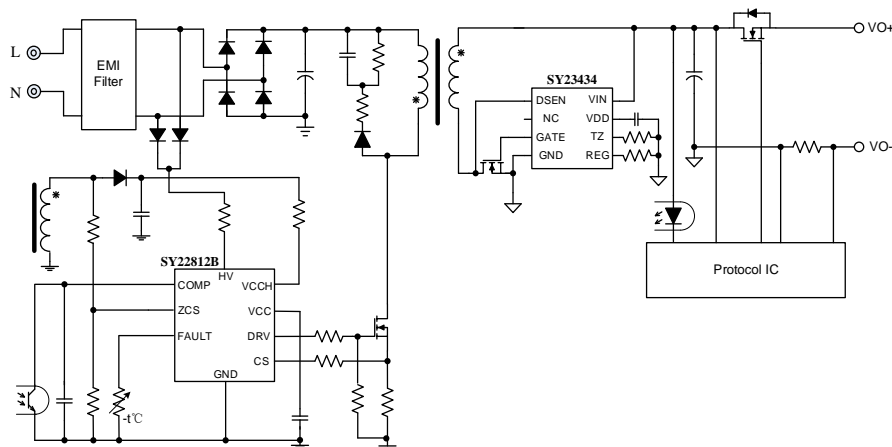 L
N
EMI
Filter
VO+
SY23434
DSEN
VIN
NC
VDD
GATE
TZ
GND
REG
VO-
SY22812B
HV
COMP
VCCH
ZCS
VCC
FAULT
DRV
CS
GND
-t℃
Protocol IC
*
*
*